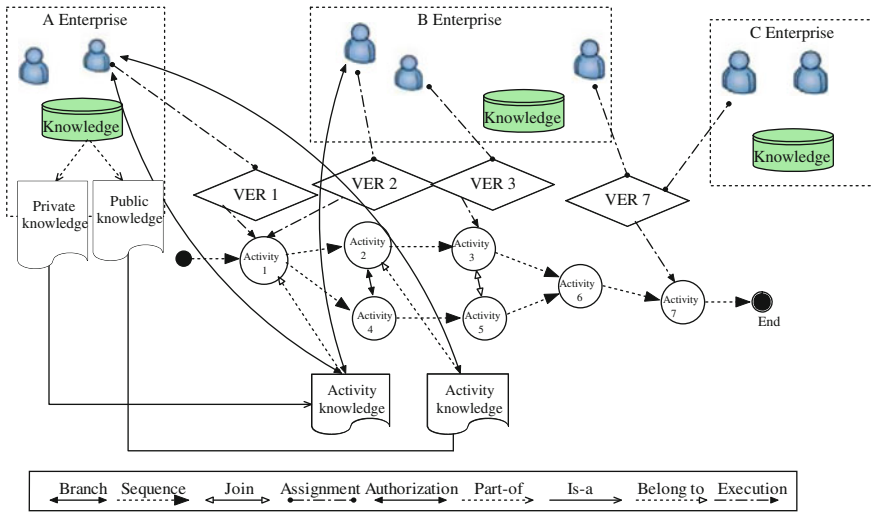 A Enterprise
B Enterprise
C Enterprise
Knowledge
Knowledge
Knowledge
Private
knowledge
Public
knowledge
VER 1
VER 2
VER 3
VER 7
Activity
1
Activity
2
Activity
3
Activity
4
Activity
5
Activity
6
Activity
7
End
Activity
knowledge
Activity
knowledge
Branch Sequence Join Assignment Authorization Part-of Is-a Belong to Execution